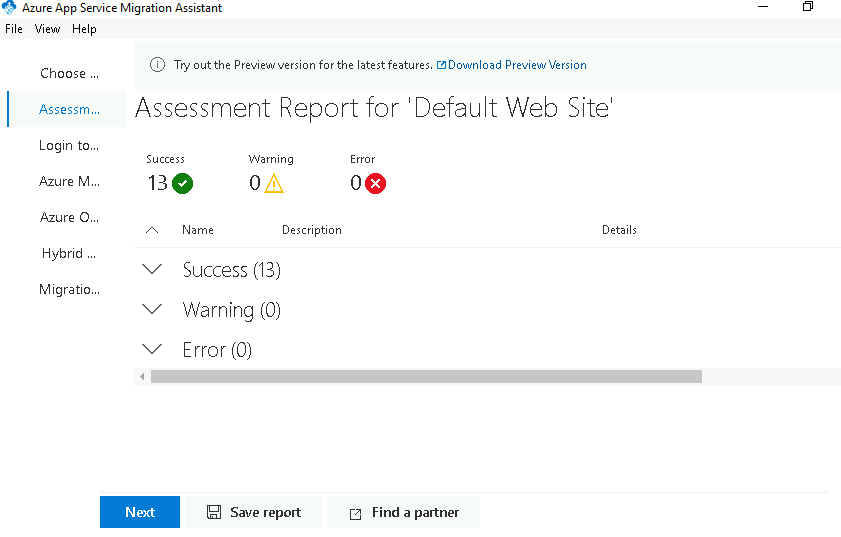 Azure App Service Migration Assistant
File View Help
Choose ...
Assessm...
Login to...
Azure M...
Azure O...
Hybrid ...
Migratio...
Try out the Preview version for the latest features. Download Preview Version
Assessment Report for 'Default Web Site'
Success Warning Error
13 0 0
Name Description Details
Success (13)
Warning (0)
Error (0)
Next Save report Find a partner